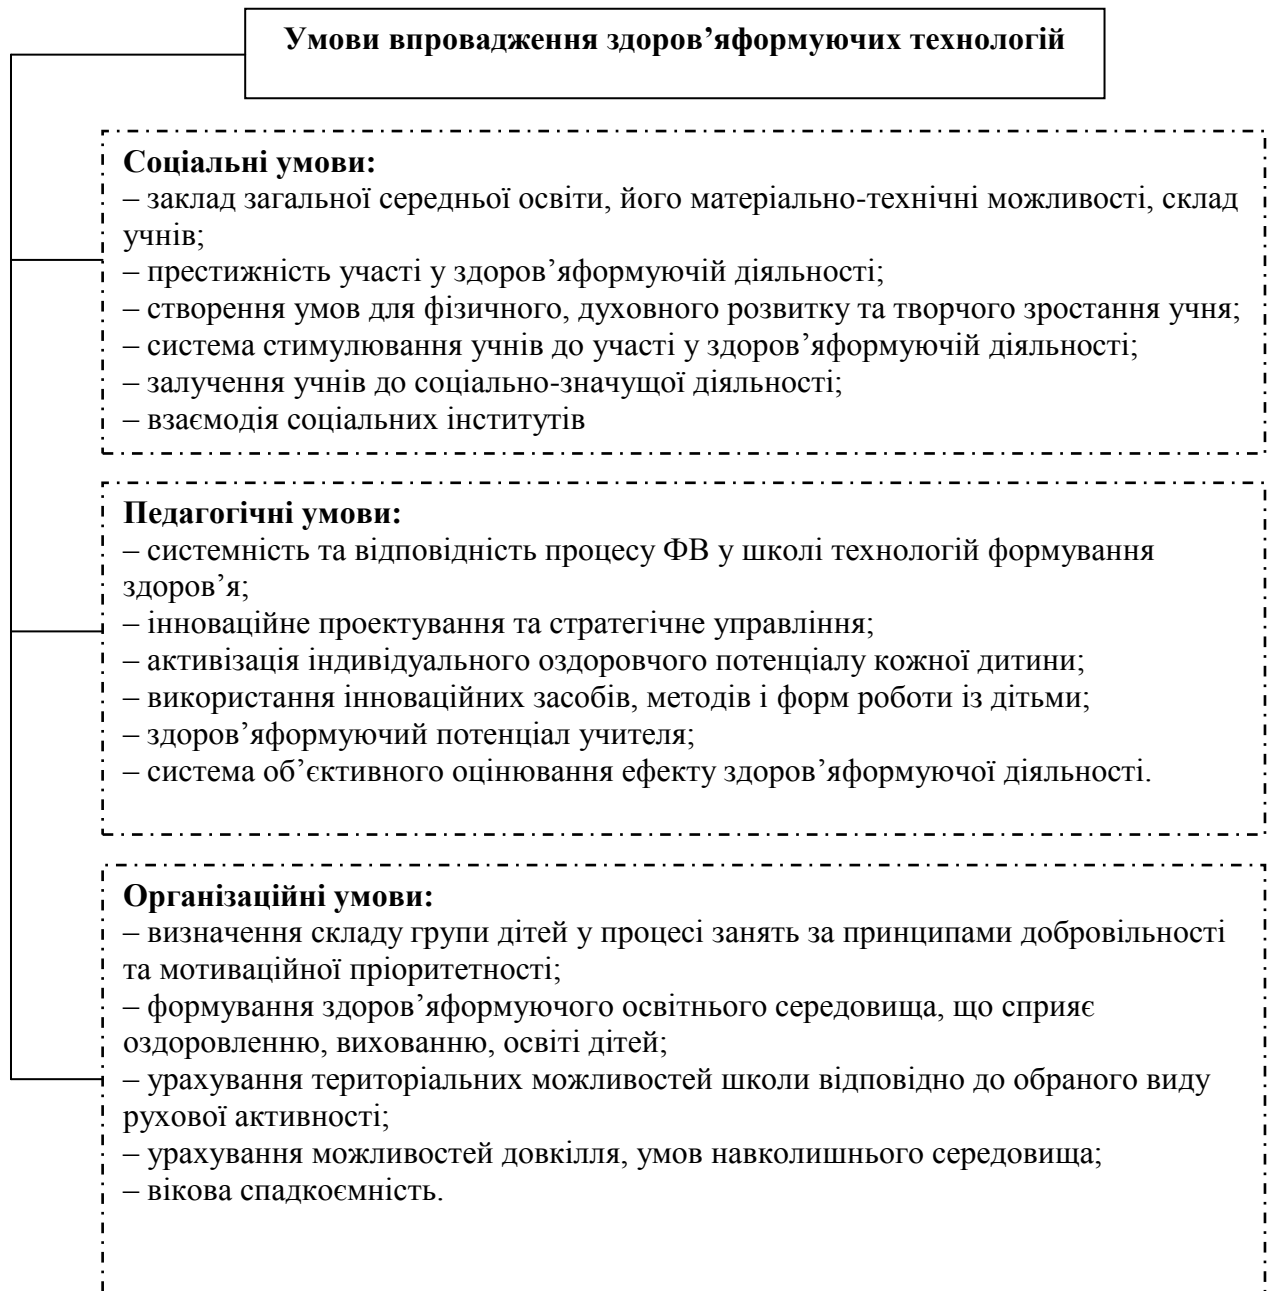 Умови впровадження здоров’яформуючих технологій
Соціальні умови:
– заклад загальної середньої освіти, його матеріально-технічні можливості, склад
учнів;
– престижність участі у здоров’яформуючій діяльності;
– створення умов для фізичного, духовного розвитку та творчого зростання учня;
– система стимулювання учнів до участі у здоров’яформуючій діяльності;
– залучення учнів до соціально-значущої діяльності;
– взаємодія соціальних інститутів
Педагогічні умови:
– системність та відповідність процесу ФВ у школі технологій формування
здоров’я;
– інноваційне проектування та стратегічне управління;
– активізація індивідуального оздоровчого потенціалу кожної дитини;
– використання інноваційних засобів, методів і форм роботи із дітьми;
– здоров’яформуючий потенціал учителя;
– система об’єктивного оцінювання ефекту здоров’яформуючої діяльності.
Організаційні умови:
– визначення складу групи дітей у процесі занять за принципами добровільності
та мотиваційної пріоритетності;
– формування здоров’яформуючого освітнього середовища, що сприяє
оздоровленню, вихованню, освіті дітей;
– урахування територіальних можливостей школи відповідно до обраного виду
рухової активності;
– урахування можливостей довкілля, умов навколишнього середовища;
– вікова спадкоємність.